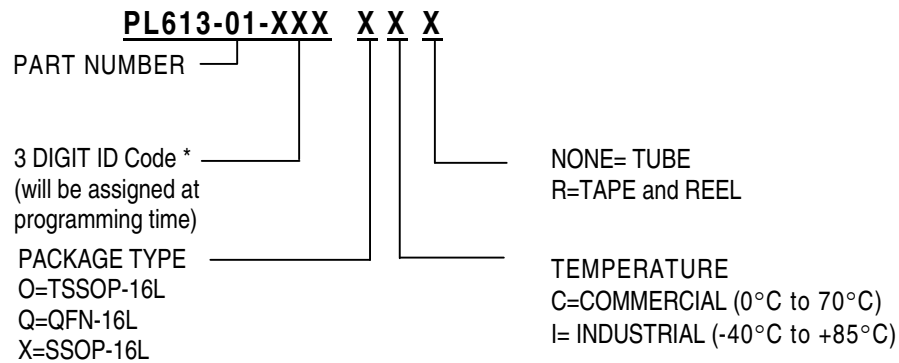 PL613-01-XXX X X X
PART NUMBER
3 DIGIT ID Code *
(will be assigned at
programming time)
PACKAGE TYPE
O=TSSOP-16L
Q=QFN-16L
X=SSOP-16L
NONE= TUBE
R=TAPE and REEL
TEMPERATURE
C=COMMERCIAL (0°C to 70°C)
I= INDUSTRIAL (-40°C to +85°C)